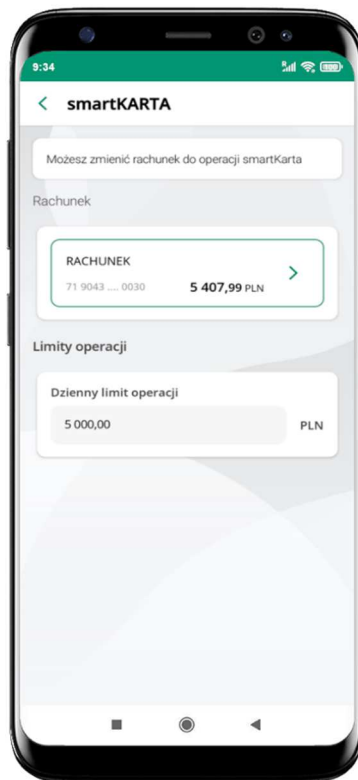 9:34
smartKARTA
Możesz zmienić rachunek do operacji smartKarta
Rachunek
RACHUNEK
71 9043 .... 0030 5 407,99 PLN
Limity operacji
Dzienny limit operacji
5 000,00 PLN